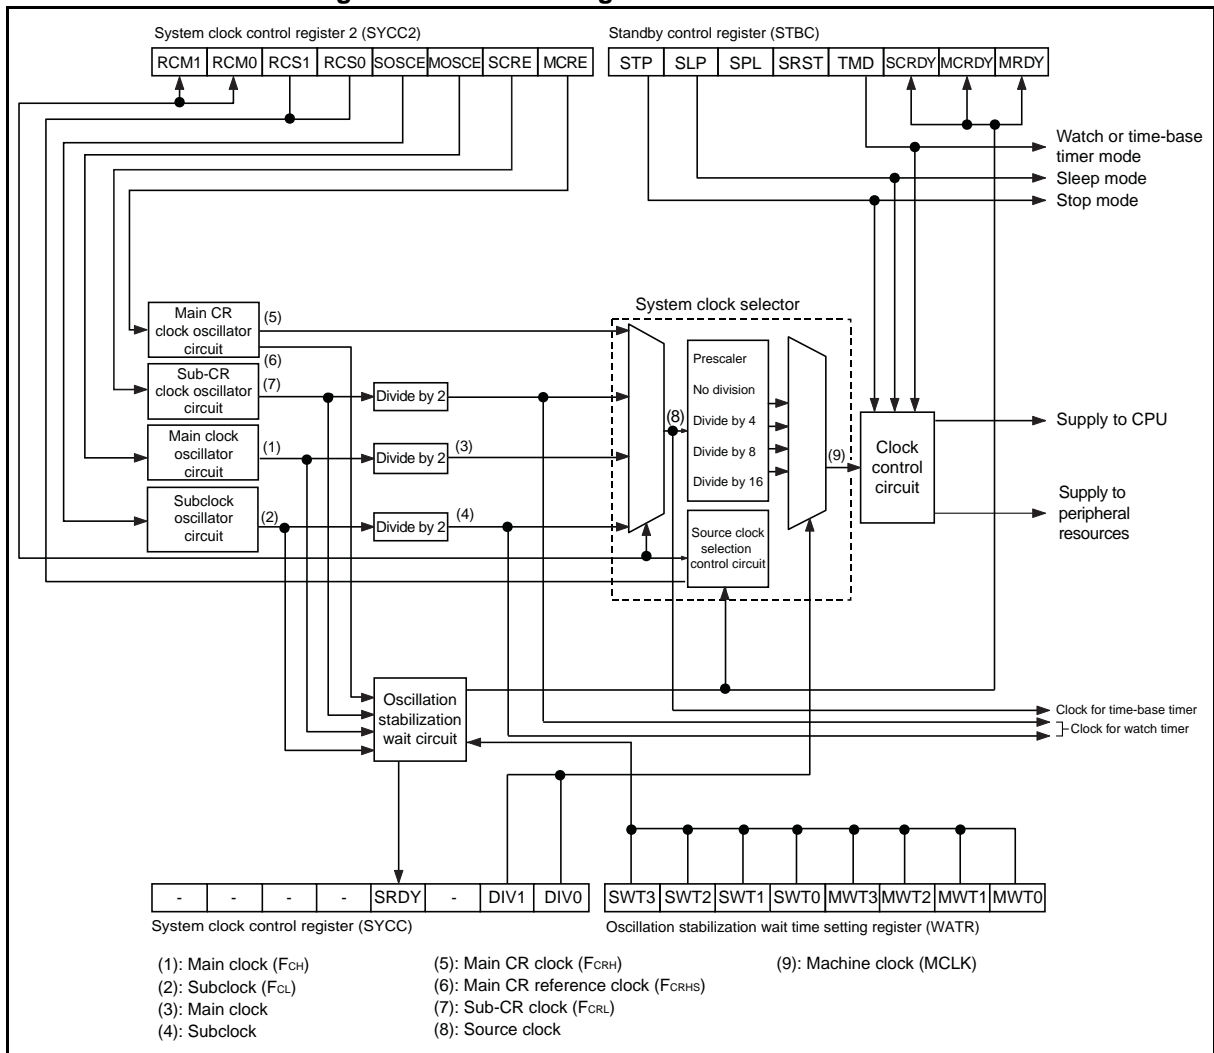 System clock control register 2 (SYCC2)
RCM1 RCM0 RCS1 RCS0 SOSCE MOSCE SCRE MCRE
Standby control register (STBC)
STP SLP SPL SRST TMD SCRDY MCRDY MRDY
Watch or time-base
timer mode
Sleep mode
Stop mode
System clock selector
Main CR
clock oscillator
circuit
(5)
(6)
Sub-CR
clock oscillator
circuit
(7)
Divide by 2
Main clock
oscillator
circuit
(1)
Divide by 2
(3)
Subclock
oscillator
circuit
(2)
Divide by 2
(4)
(8)
Prescaler
No division
Divide by 4
Divide by 8
Divide by 16
(9)
Source clock
selection
control circuit
Clock
control
circuit
Supply to CPU
Supply to
peripheral
resources
Oscillation
stabilization
wait circuit
Clock for time-base timer
Clock for watch timer
- - - - SRDY - DIV1 DIV0
System clock control register (SYCC)
SWT3 SWT2 SWT1 SWT0 MWT3 MWT2 MWT1 MWT0
Oscillation stabilization wait time setting register (WATR)
(1): Main clock (FCH)
(2): Subclock (FCL)
(3): Main clock
(4): Subclock
(5): Main CR clock (FCRH)
(6): Main CR reference clock (FCRHS)
(7): Sub-CR clock (FCRL)
(8): Source clock
(9): Machine clock (MCLK)